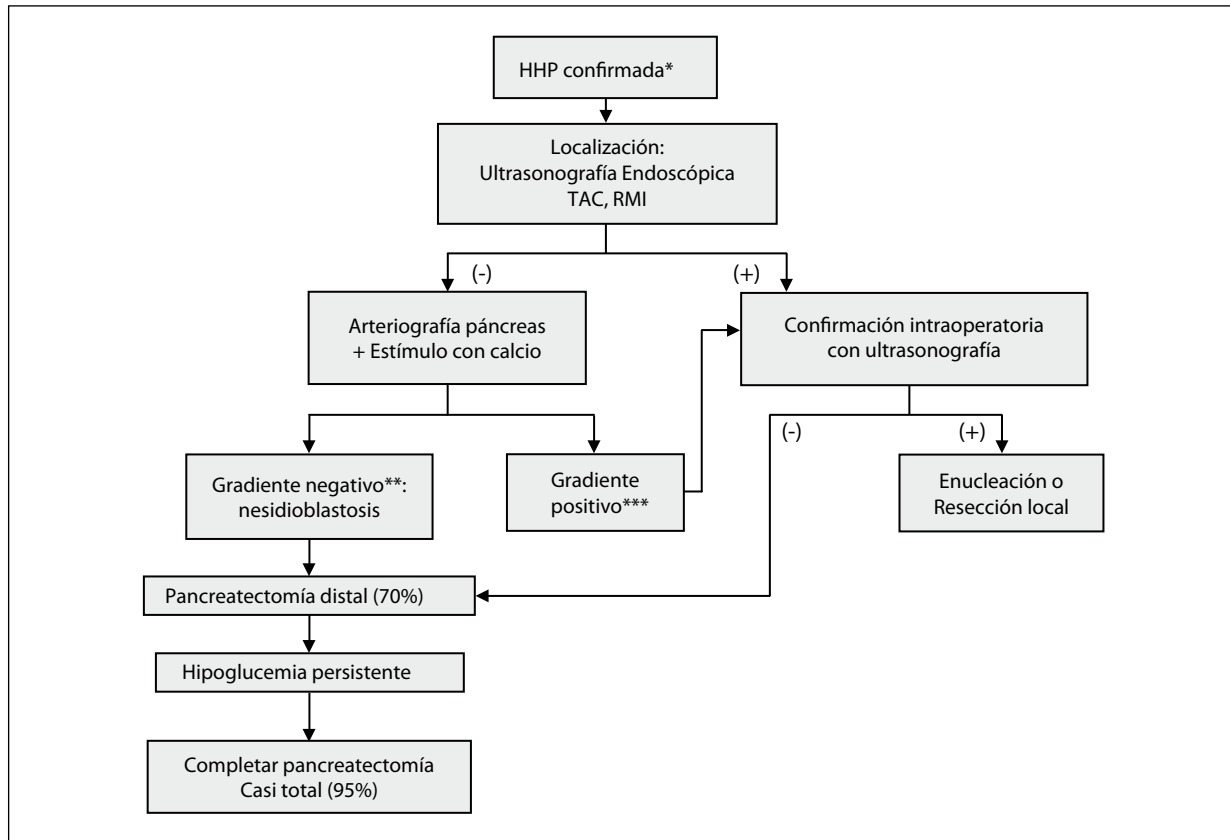 HHP confirmada*
Localización:
Ultrasonografía Endoscópica
TAC, RMI
(-)
(+)
Arteriografía páncreas
+ Estímulo con calcio
Confirmación intraoperatoria
con ultrasonografía
(-)
(+)
Gradiente negativo**:
nesidioblastosis
Gradiente
positivo***
Enucleación o
Resección local
Pancreatectomía distal (70%)
Hipoglucemia persistente
Completar pancreatectomía
Casi total (95%)